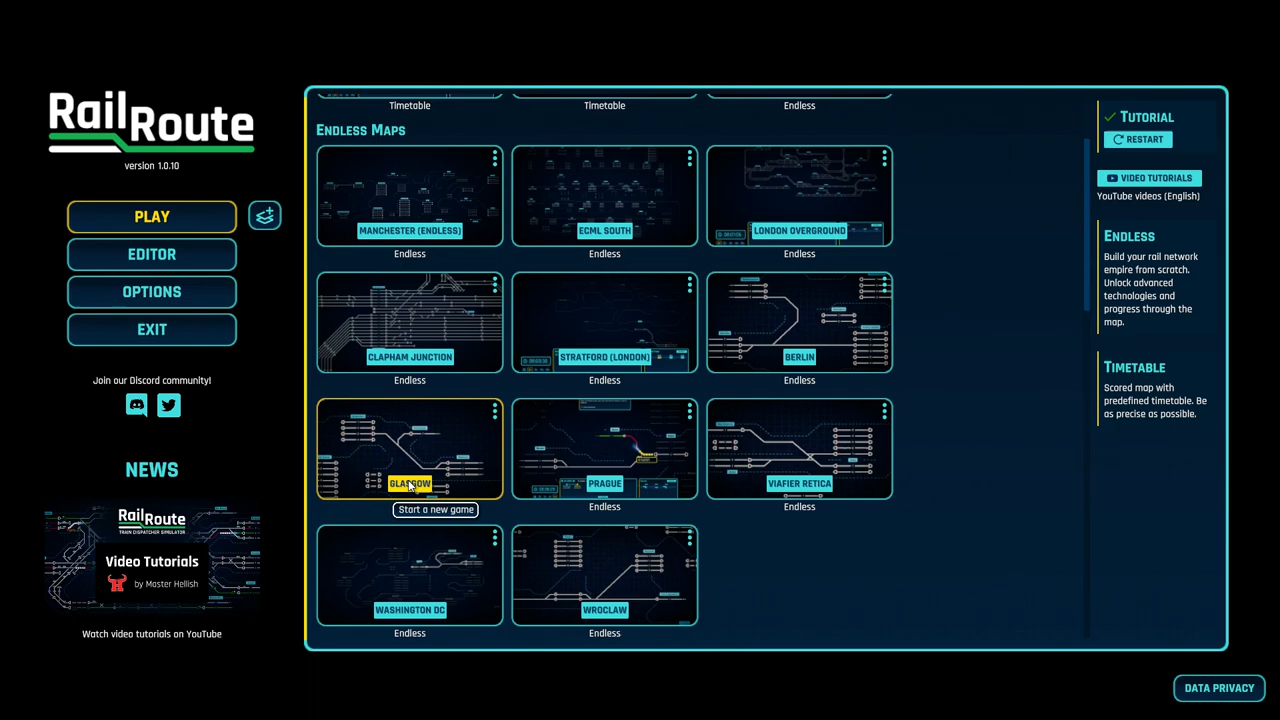 RailRoute
version 1.0.10
PLAY
EDITOR
OPTIONS
EXIT
Join our Discord community!
NEWS
RailRoute
TRAIN DISPATCHER SIMULATOR
Video Tutorials
by Master Hellish
Watch video tutorials on YouTube
Timetable
Timetable
Endless
ENDLESS MAPS
MANCHESTER (ENDLESS)
ECML SOUTH
LONDON OVERGROUND
Endless
Endless
Endless
CLAPHAM JUNCTION
STRATFORD (LONDON)
BERLIN
Endless
Endless
Endless
GLASGOW
PRAGUE
VIAFIER RETICA
Start a new game
Endless
Endless
WASHINGTON DC
WROCLAW
Endless
Endless
TUTORIAL
RESTART
VIDEO TUTORIALS
YouTube videos (English)
ENDLESS
Build your rail network
empire from scratch.
Unlock advanced
technologies and
progress through the
map.
TIMETABLE
Scored map with
predefined timetable. Be
as precise as possible.
DATA PRIVACY